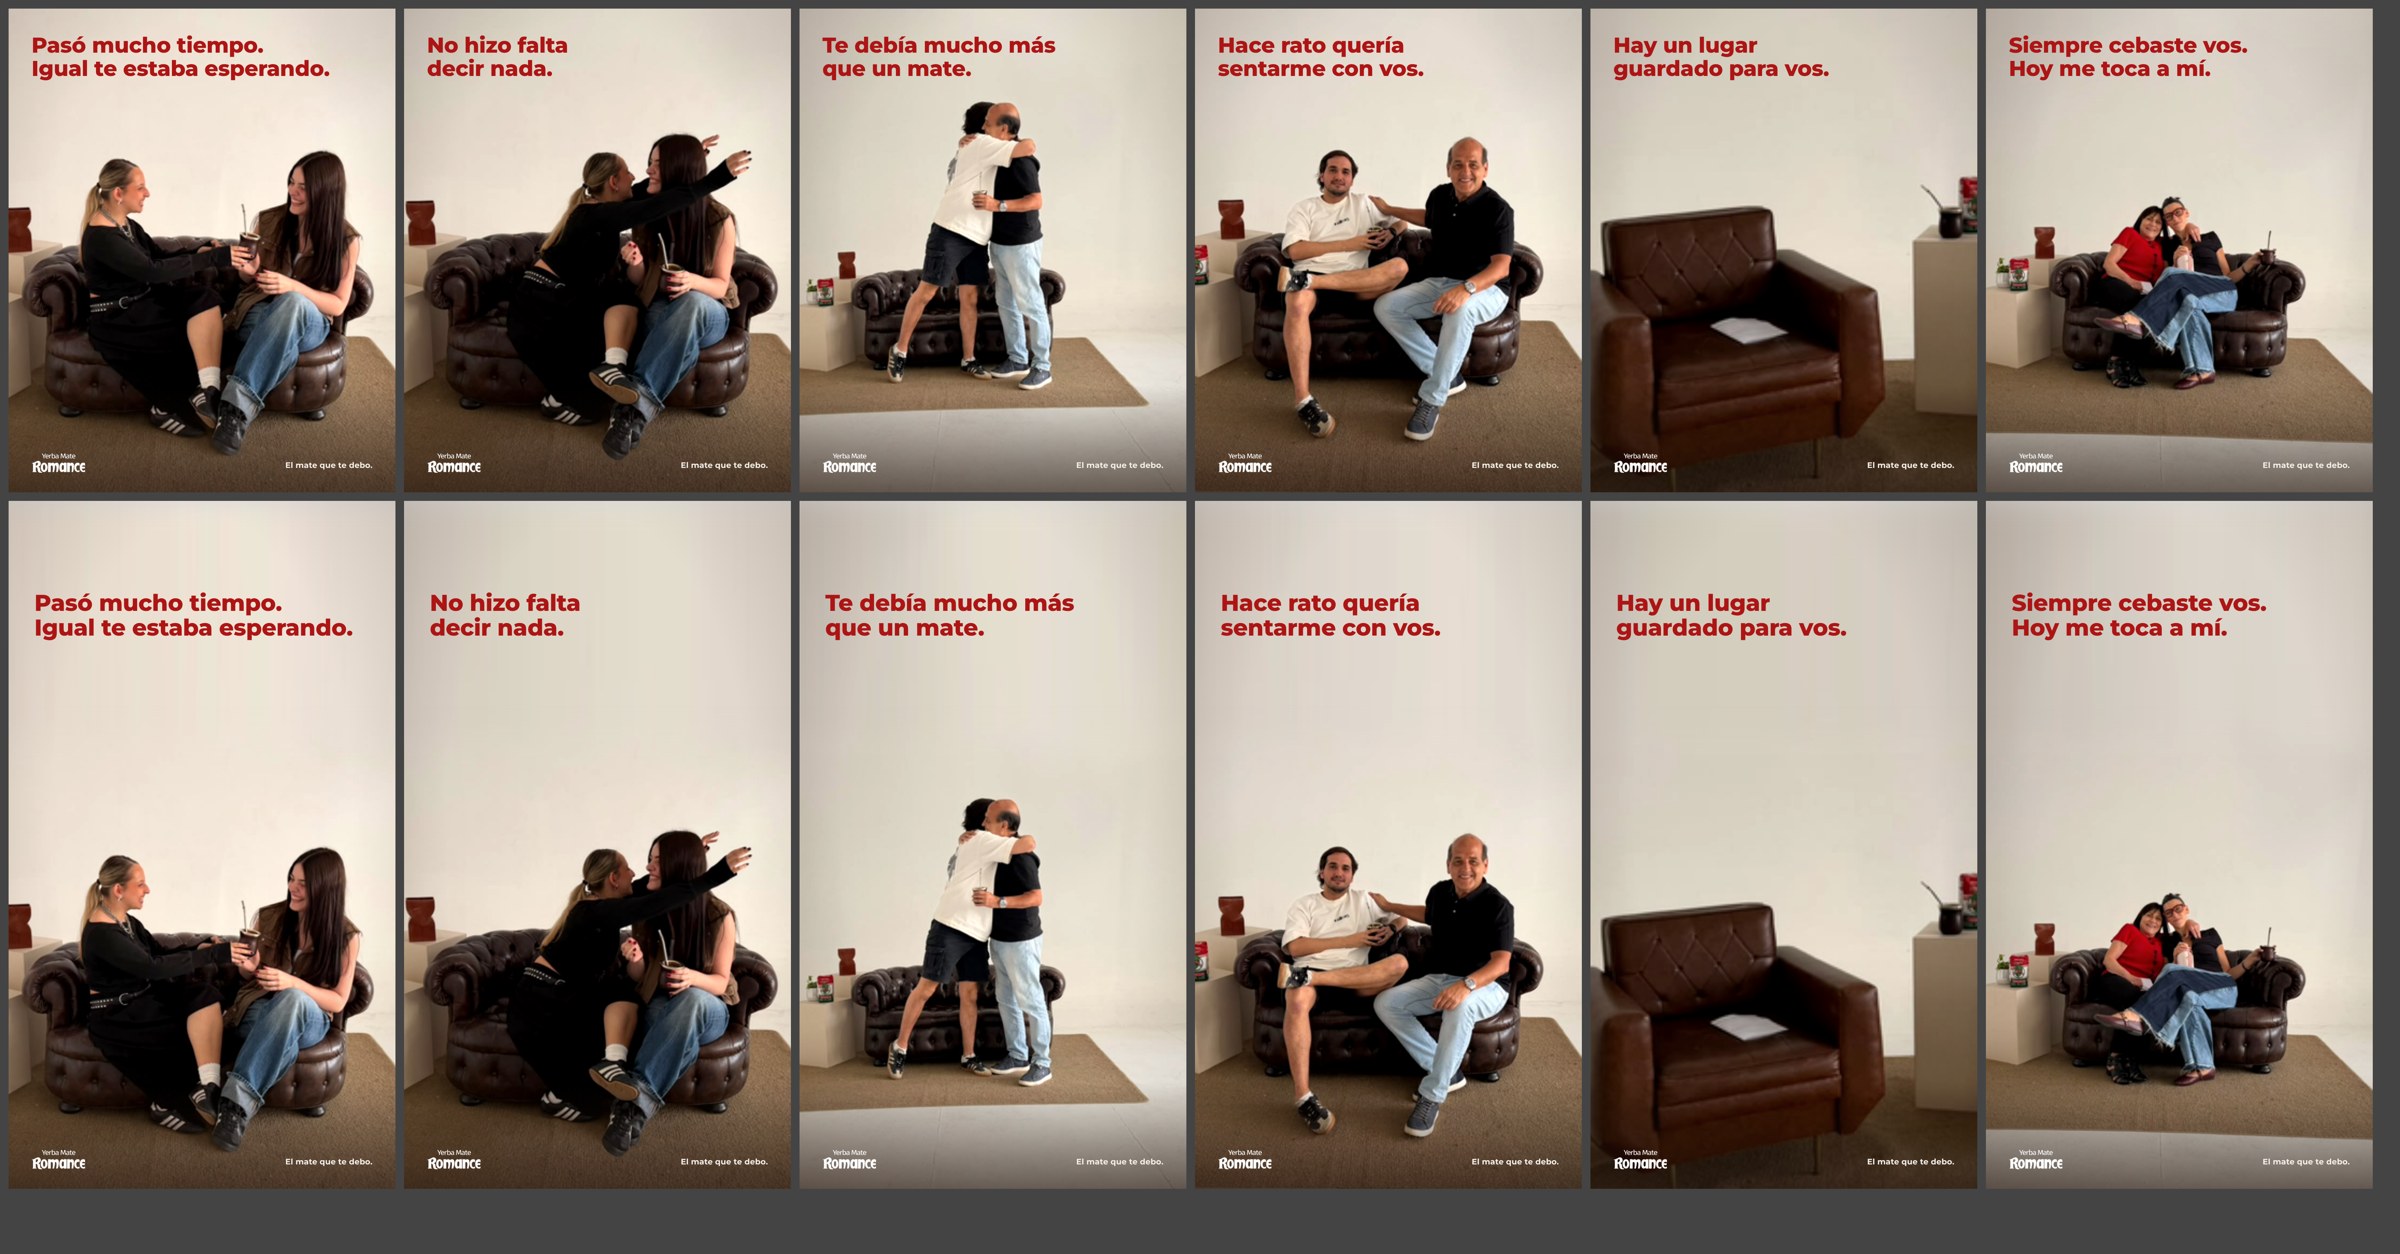 Pasó mucho tiempo.
Igual te estaba esperando.
Yerba Mate
Romance
El mate que te debo.
No hizo falta
decir nada.
Yerba Mate
Romance
El mate que te debo.
Te debía mucho más
que un mate.
Yerba Mate
Romance
El mate que te debo.
Hace rato quería
sentarme con vos.
Yerba Mate
Romance
El mate que te debo.
Hay un lugar
guardado para vos.
Yerba Mate
Romance
El mate que te debo.
Siempre cebaste vos.
Hoy me toca a mí.
Yerba Mate
Romance
El mate que te debo.
Pasó mucho tiempo.
Igual te estaba esperando.
Yerba Mate
Romance
El mate que te debo.
No hizo falta
decir nada.
Yerba Mate
Romance
El mate que te debo.
Te debía mucho más
que un mate.
Yerba Mate
Romance
El mate que te debo.
Hace rato quería
sentarme con vos.
Yerba Mate
Romance
El mate que te debo.
Hay un lugar
guardado para vos.
Yerba Mate
Romance
El mate que te debo.
Siempre cebaste vos.
Hoy me toca a mí.
Yerba Mate
Romance
El mate que te debo.